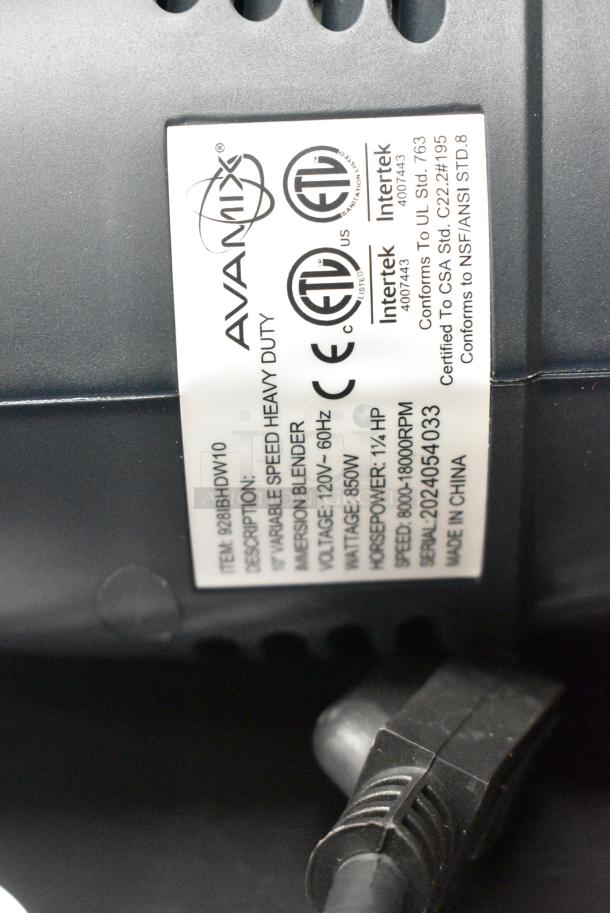 AVAMIX®
ITEM: 928IBHDW10
DESCRIPTION:
10" VARIABLE SPEED HEAVY DUTY
IMMERSION BLENDER
VOLTAGE: 120V~ 60Hz
WATTAGE: 850W
HORSEPOWER: 1¼ HP
SPEED: 8000-18000RPM
SERIAL: 2024054033
MADE IN CHINA
CE
C ETL US
LISTED
Intertek
4007443
ETL
SANITATION LISTED
Intertek
4007443
Conforms To UL Std. 763
Certified To CSA Std. C22.2#195
Conforms to NSF/ANSI STD.8